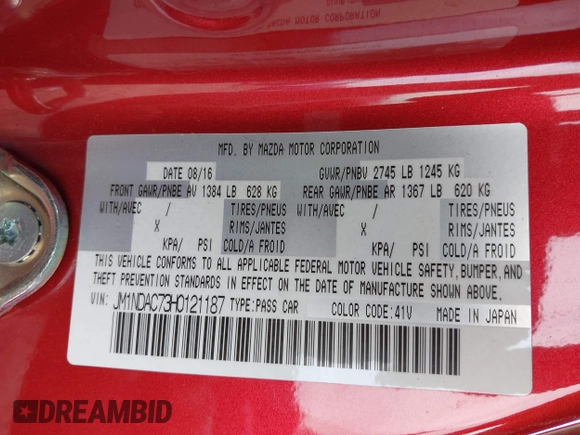 MFD. BY MAZDA MOTOR CORPORATION
DATE 08/16 GVWR/PNBV 2745 LB 1245 KG
FRONT GAWR/PNBE AV 1384 LB 628 KG REAR GAWR/PNBE AR 1367 LB 620 KG
WITH/AVEC / TIRES/PNEUS WITH/AVEC / TIRES/PNEUS
X RIMS/JANTES X RIMS/JANTES
KPA/ PSI COLD/A FROID KPA/ PSI COLD/A FROID
THIS VEHICLE CONFORMS TO ALL APPLICABLE FEDERAL MOTOR VEHICLE SAFETY, BUMPER, AND
THEFT PREVENTION STANDARDS IN EFFECT ON THE DATE OF MANUFACTURE SHOWN ABOVE.
VIN: JM1NDAC73H0121187 TYPE:PASS CAR COLOR CODE:41V MADE IN JAPAN
DREAMBID